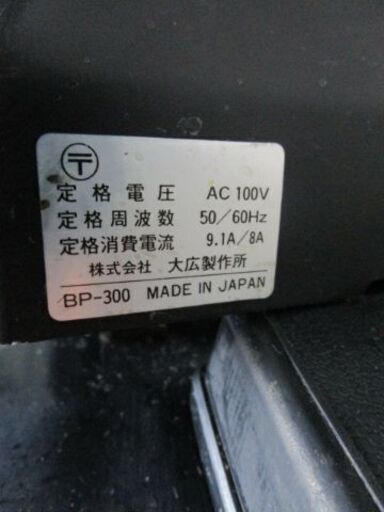 〒
定格電圧 AC 100V
定格周波数 50/60Hz
定格消費電流 9.1A/8A
株式会社 大広製作所
BP-300 MADE IN JAPAN